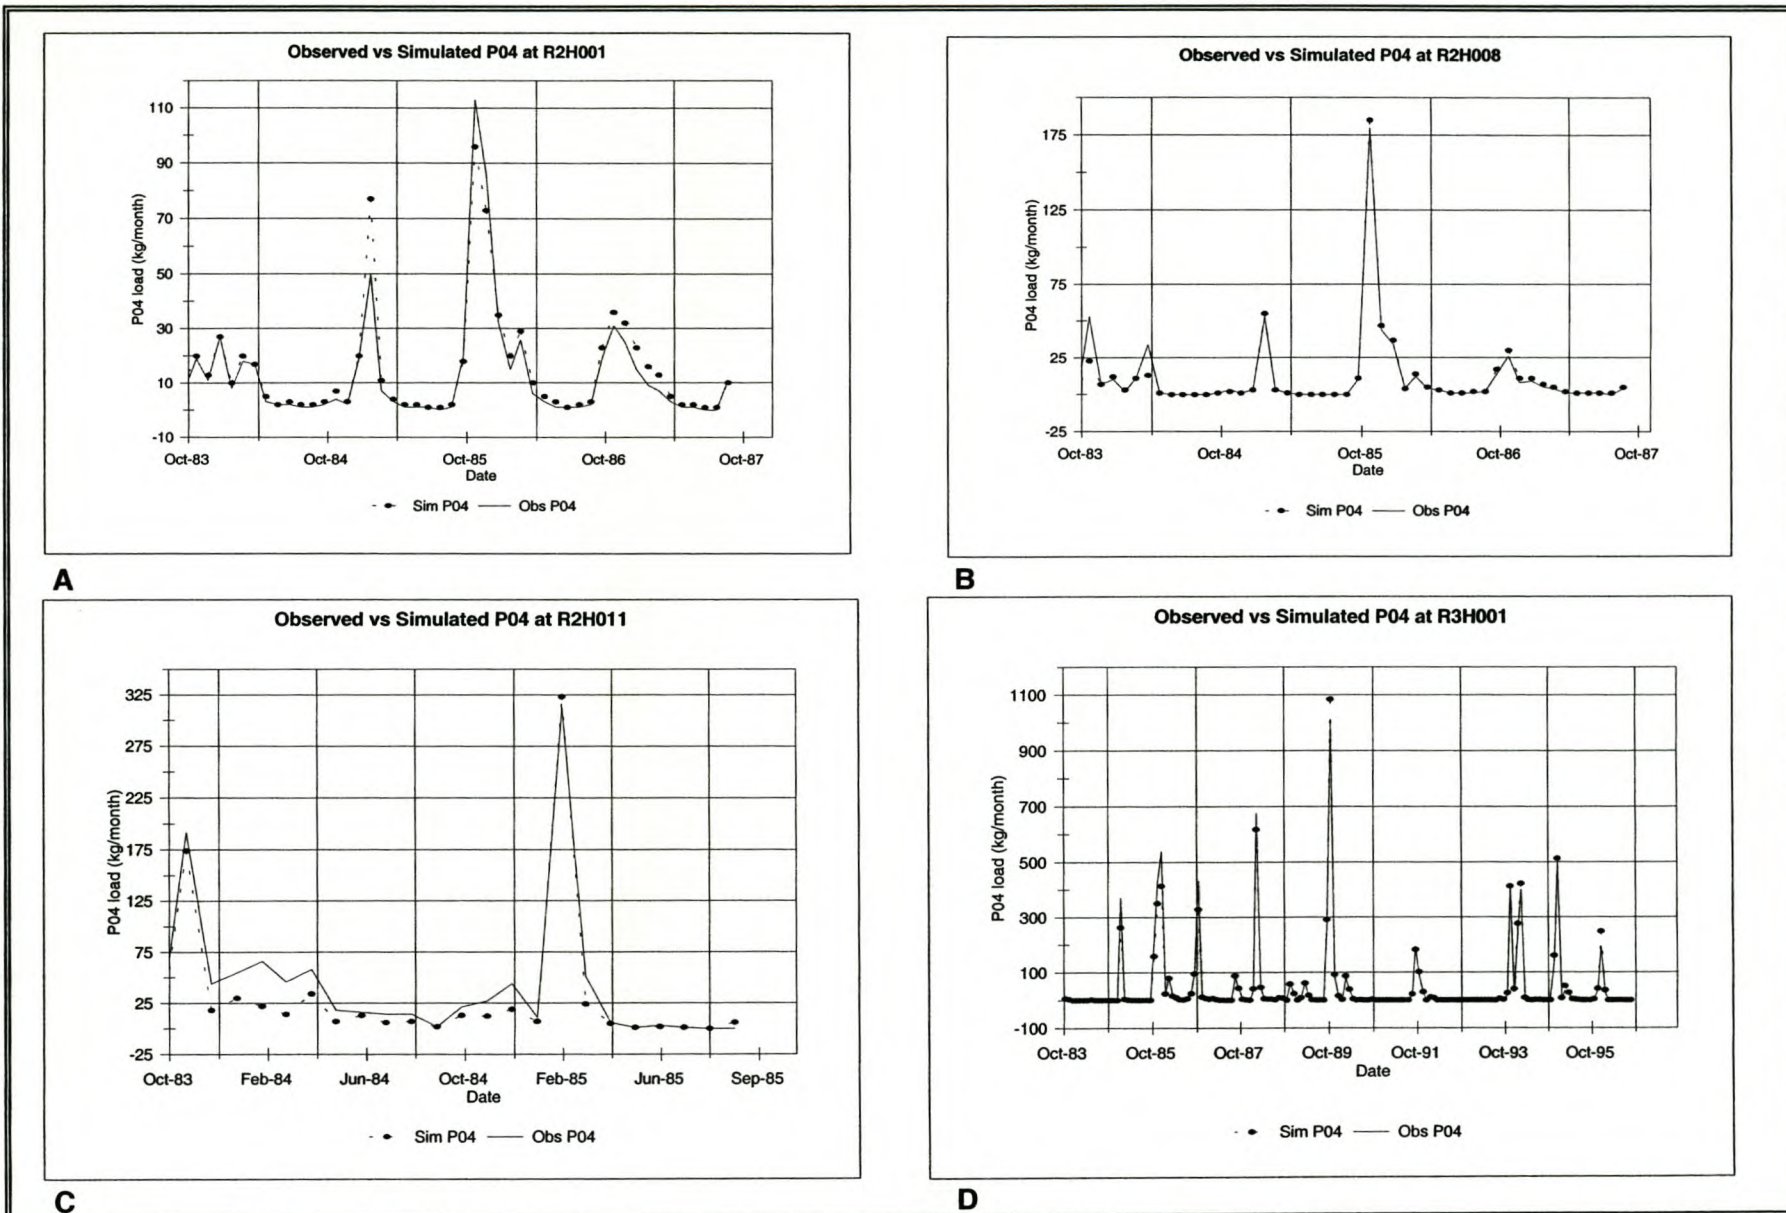 Observed vs Simulated P04 at R2H001
P04 load (kg/month)
110
90
70
50
30
10
-10
Oct-83
Oct-84
Oct-85
Oct-86
Oct-87
Date
Sim P04
Obs P04
A
Observed vs Simulated P04 at R2H008
P04 load (kg/month)
175
125
75
25
-25
Oct-83
Oct-84
Oct-85
Oct-86
Oct-87
Date
Sim P04
Obs P04
B
Observed vs Simulated P04 at R2H011
P04 load (kg/month)
325
275
225
175
125
75
25
-25
Oct-83
Feb-84
Jun-84
Oct-84
Feb-85
Jun-85
Sep-85
Date
Sim P04
Obs P04
C
Observed vs Simulated P04 at R3H001
P04 load (kg/month)
1100
900
700
500
300
100
-100
Oct-83
Oct-85
Oct-87
Oct-89
Oct-91
Oct-93
Oct-95
Date
Sim P04
Obs P04
D